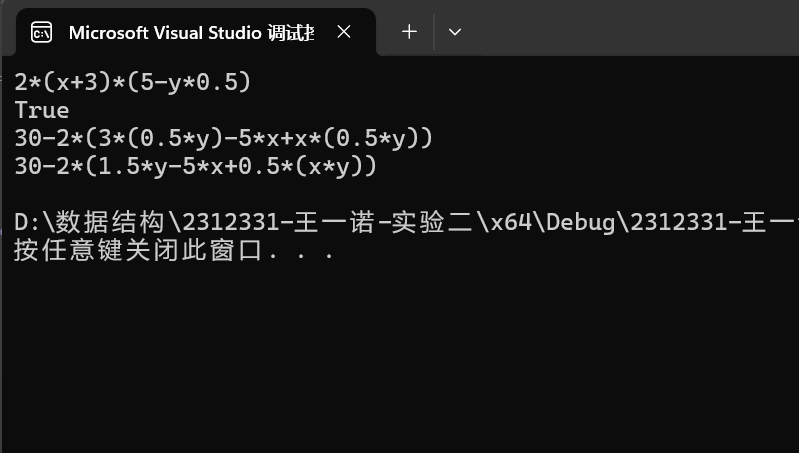 Microsoft Visual Studio 调试
2*(x+3)*(5-y*0.5)
True
30-2*(3*(0.5*y)-5*x+x*(0.5*y))
30-2*(1.5*y-5*x+0.5*(x*y))
D:\数据结构\2312331-王一诺-实验二\x64\Debug\2312331-王一
按任意键关闭此窗口. . .